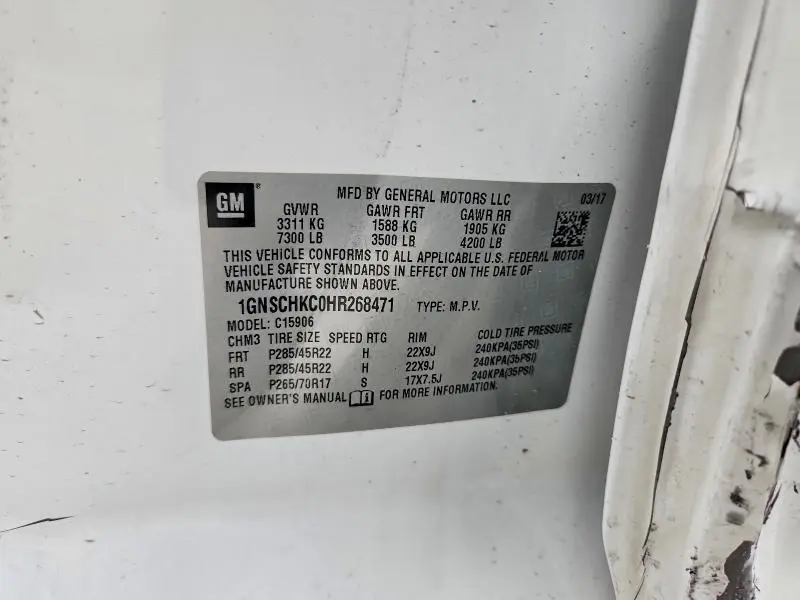 GM ®
MFD BY GENERAL MOTORS LLC 03/17
GVWR GAWR FRT GAWR RR
3311 KG 1588 KG 1905 KG
7300 LB 3500 LB 4200 LB
THIS VEHICLE CONFORMS TO ALL APPLICABLE U.S. FEDERAL MOTOR
VEHICLE SAFETY STANDARDS IN EFFECT ON THE DATE OF
MANUFACTURE SHOWN ABOVE.
1GNSCHKC0HR268471 TYPE: M.P.V.
MODEL: C15906
CHM3 TIRE SIZE SPEED RTG RIM COLD TIRE PRESSURE
FRT P285/45R22 H 22X9J 240KPA(35PSI)
RR P285/45R22 H 22X9J 240KPA(35PSI)
SPA P265/70R17 S 17X7.5J 240KPA(35PSI)
SEE OWNER'S MANUAL i FOR MORE INFORMATION.